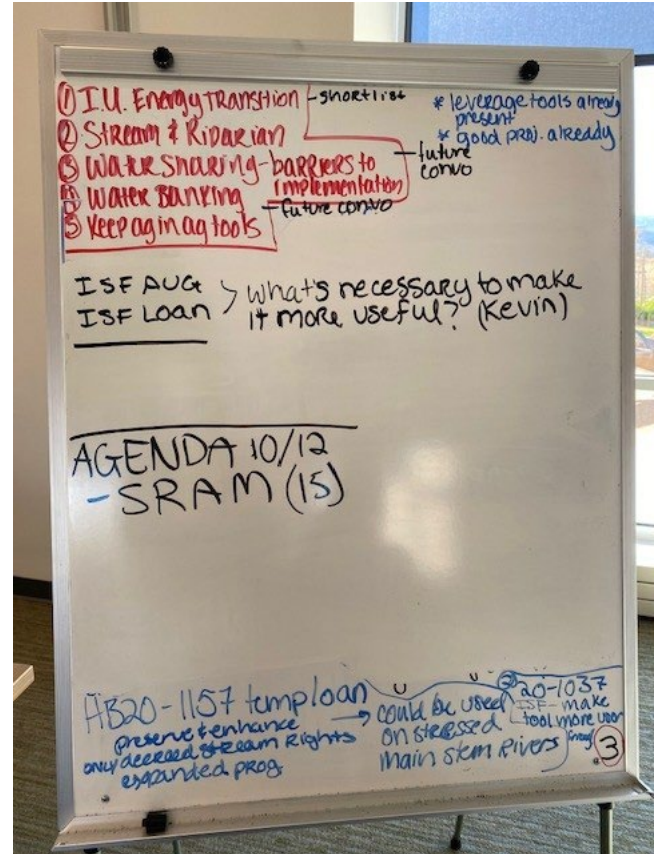 ① I.U. Energy Transition - shortlist
* leverage tools already
present
* good proj. already
② Stream & Riparian
③ Water Sharing - barriers to
implementation
- future
convo
④ Water Banking
- future convo
⑤ Keep ag in ag tools
ISF AUG
ISF Loan
> what's necessary to make
it more useful? (Kevin)
AGENDA 10/12
- SRAM (15)
HB20-1157 temp loan
preserve & enhance
only decreed stream rights
expanded prog.
→ could be used
on stressed
main stem rivers
20-1037
ISF - make
tool more user
3